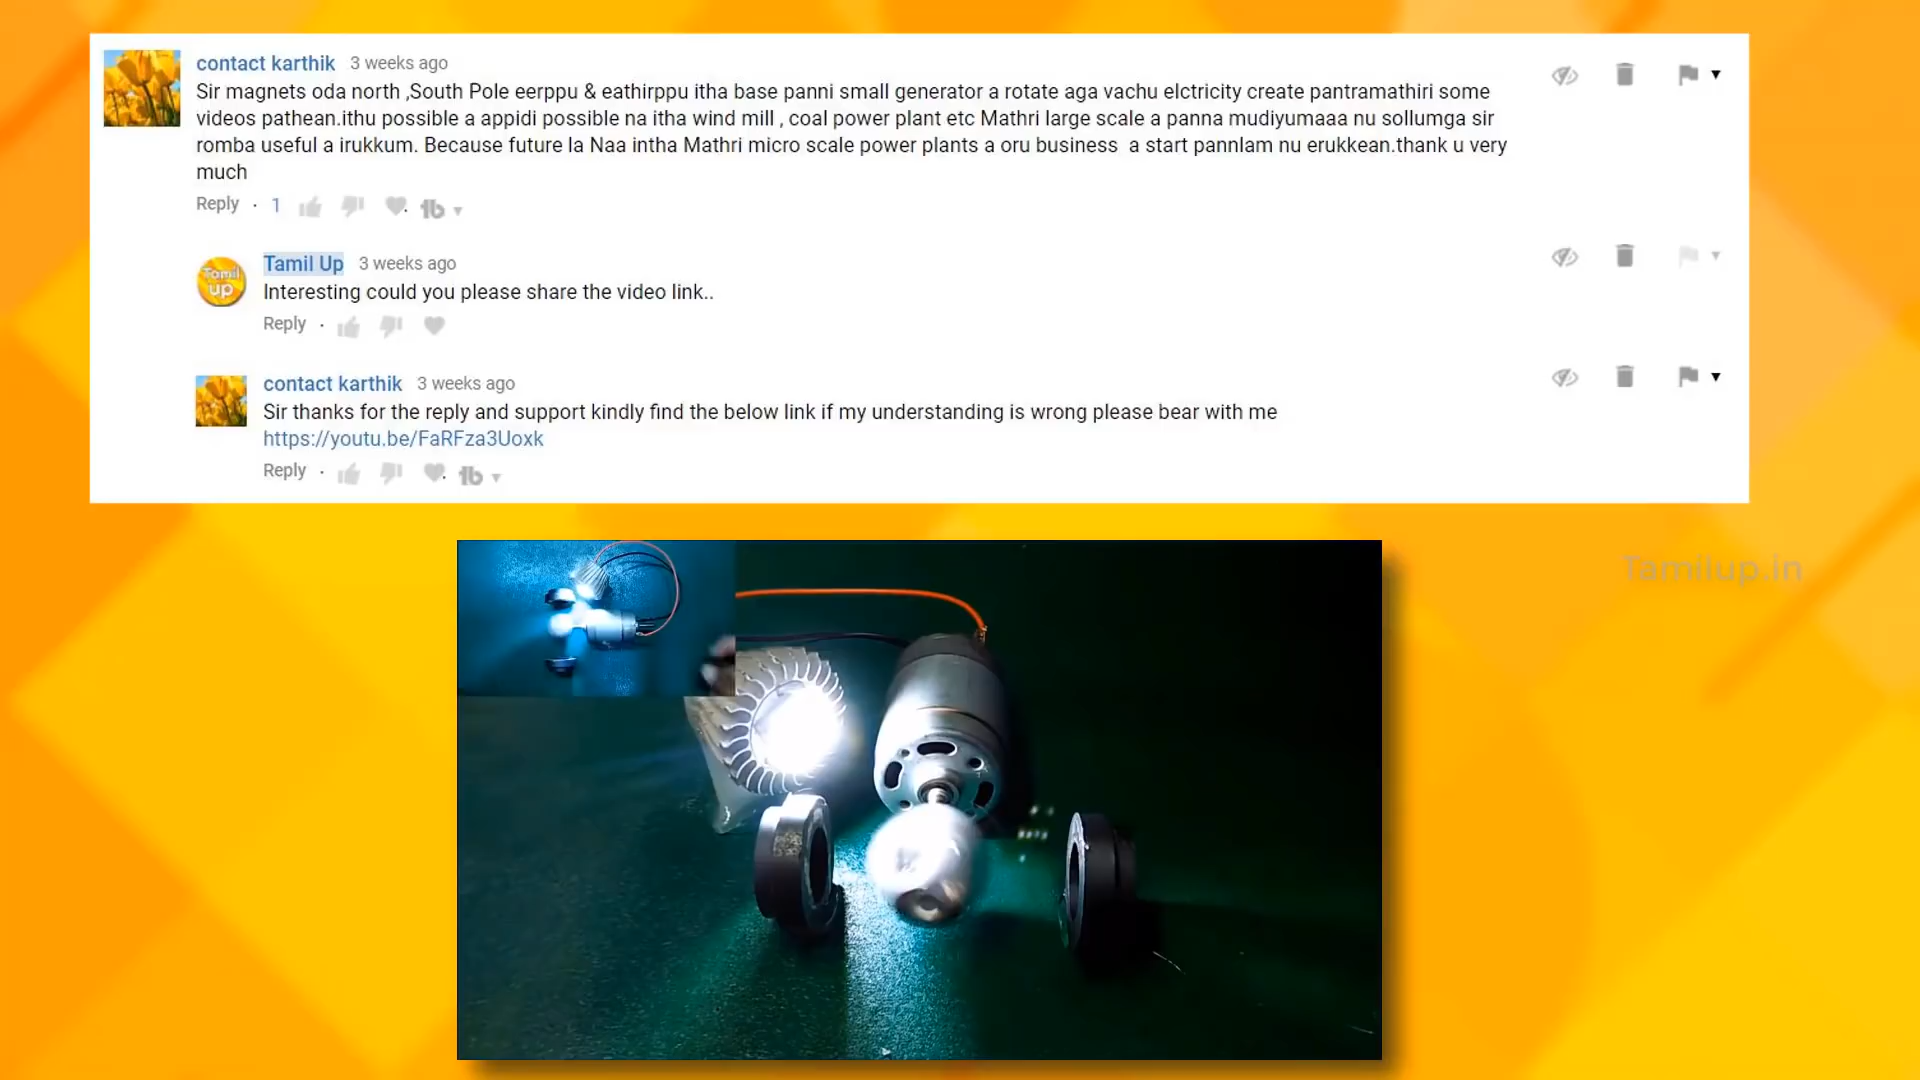 contact karthik 3 weeks ago
Sir magnets oda north ,South Pole eerppu & eathirppu itha base panni small generator a rotate aga vachu elctricity create pantramathiri some
videos pathean.ithu possible a appidi possible na itha wind mill , coal power plant etc Mathri large scale a panna mudiyumaaa nu sollumga sir
romba useful a irukkum. Because future la Naa intha Mathri micro scale power plants a oru business a start pannlam nu erukkean.thank u very
much
Reply · 1
Tamil Up 3 weeks ago
Tamil up
Interesting could you please share the video link..
Reply ·
contact karthik 3 weeks ago
Sir thanks for the reply and support kindly find the below link if my understanding is wrong please bear with me
https://youtu.be/FaRFza3Uoxk
Reply ·
Tamilup.in